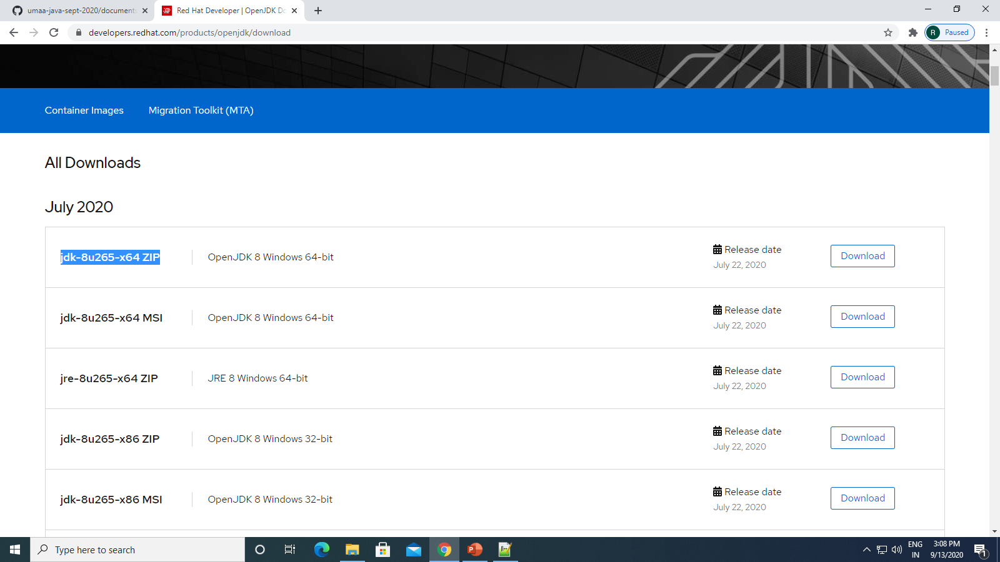 umaa-java-sept-2020/documents
Red Hat Developer | OpenJDK Do
developers.redhat.com/products/openjdk/download
R Paused
Container Images Migration Toolkit (MTA)
All Downloads
July 2020
jdk-8u265-x64 ZIP OpenJDK 8 Windows 64-bit Release date Download
July 22, 2020
jdk-8u265-x64 MSI OpenJDK 8 Windows 64-bit Release date Download
July 22, 2020
jre-8u265-x64 ZIP JRE 8 Windows 64-bit Release date Download
July 22, 2020
jdk-8u265-x86 ZIP OpenJDK 8 Windows 32-bit Release date Download
July 22, 2020
jdk-8u265-x86 MSI OpenJDK 8 Windows 32-bit Release date Download
July 22, 2020
Type here to search
ENG
IN
3:08 PM
9/13/2020
1